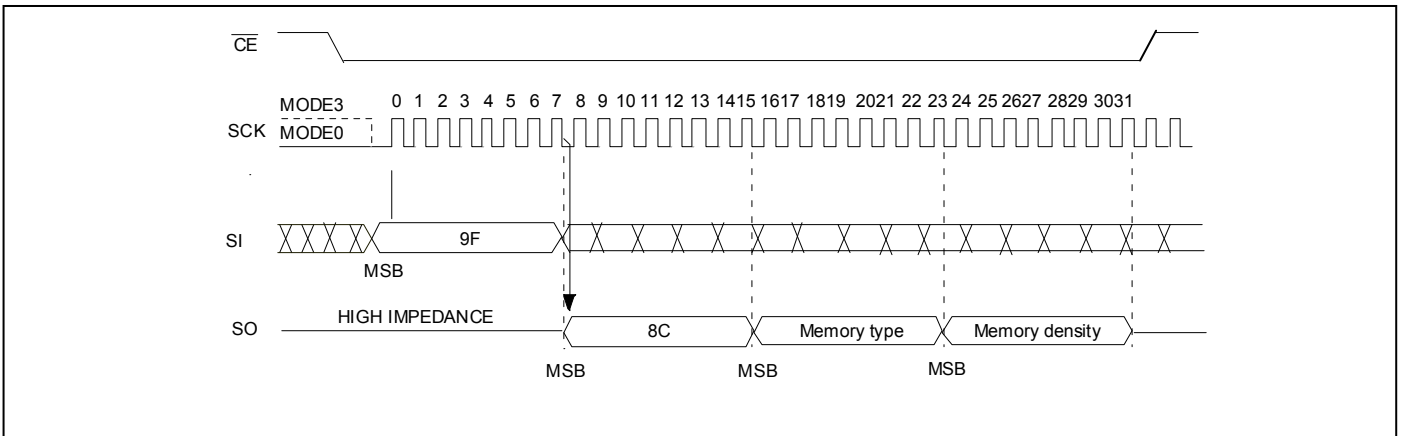 CE
MODE3 0 1 2 3 4 5 6 7 8 9 10 11 12 13 1415 1617 1819 2021 22 23 24 25 2627 2829 3031
SCK MODE0
SI 9F
MSB
SO HIGH IMPEDANCE 8C Memory type Memory density
MSB MSB MSB